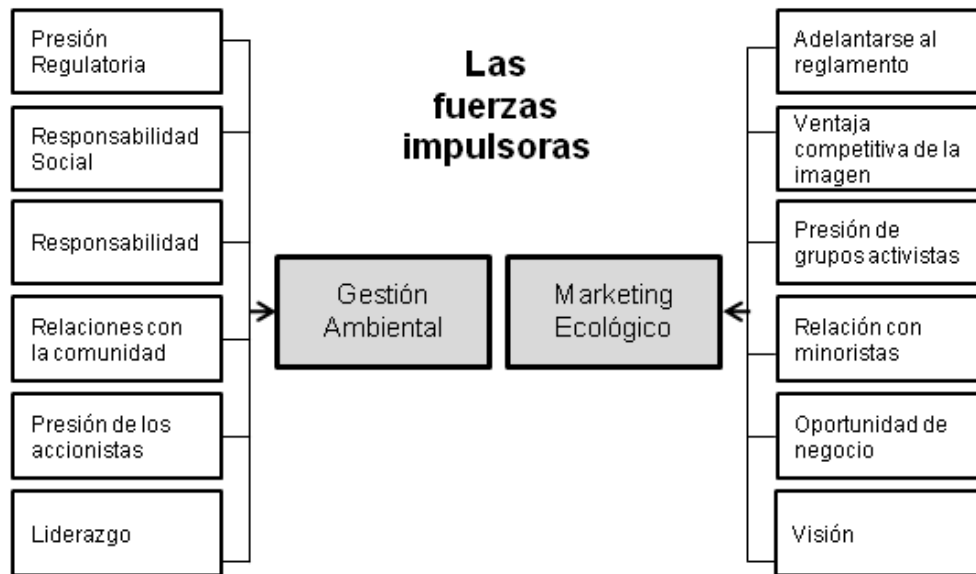 Las
fuerzas
impulsoras
Presión
Regulatoria
Responsabilidad
Social
Responsabilidad
Relaciones con
la comunidad
Presión de los
accionistas
Liderazgo
Gestión
Ambiental
Marketing
Ecológico
Adelantarse al
reglamento
Ventaja
competitiva de la
imagen
Presión de
grupos activistas
Relación con
minoristas
Oportunidad de
negocio
Visión